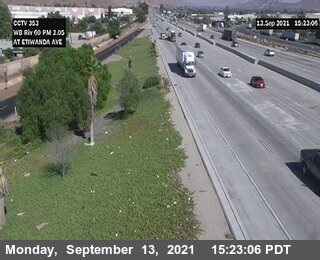 CCTV 352
WB Riv 60 PM 2.05
AT ETIWANDA AVE
13.Sep 2021 15:23:06
Monday, September 13, 2021 15:23:06 PDT